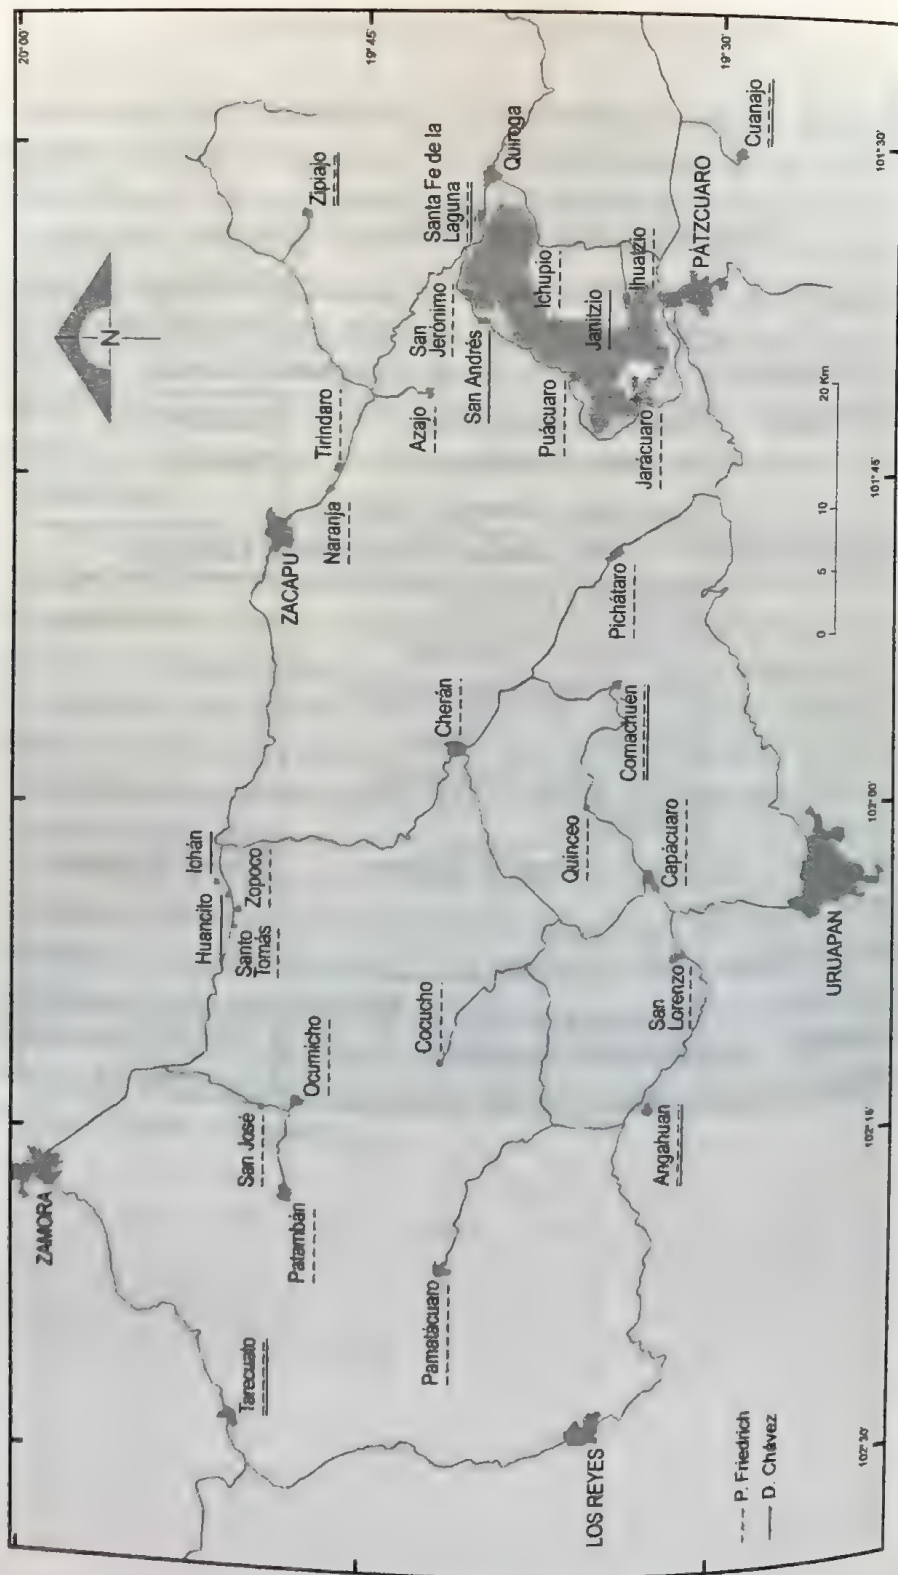 20°00'
19°45'
19°30'
Zipiajo
Santa Fe de la
Laguna
Quiroga
Cuanajo
101°30'
N
San
Jerónimo
San Andrés
Ichupio
Janitzio
Ihuatzio
PÁTZCUARO
Tirindaro
Azajo
Puácuaro
Jarácuaro
20 Km
10
5
0
101°45'
Naranja
ZACAPU
Pichátaro
Cherán
Comachuén
Quinceo
Capácuaro
102°00'
Ichán
Huancito
Zopoco
Santo
Tomás
San
Lorenzo
URUAPAN
Cocucho
Ocumicho
San José
Patambán
Angahuan
102°15'
ZAMORA
Pamatácuaro
Tarecuato
LOS REYES
102°30'
P. Friedrich
D. Chávez